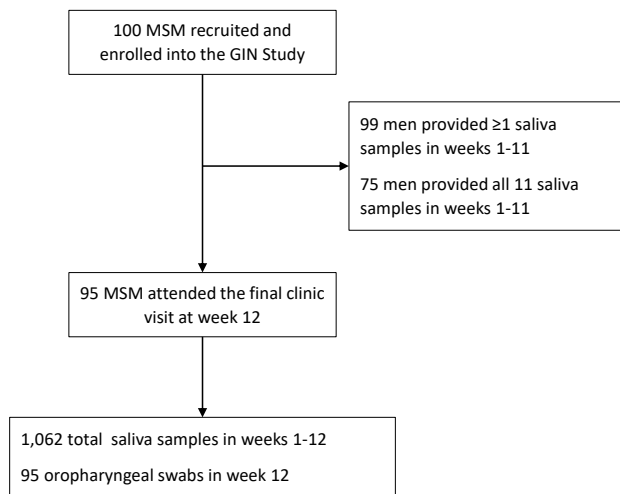 100 MSM recruited and
enrolled into the GIN Study
99 men provided ≥1 saliva
samples in weeks 1-11
75 men provided all 11 saliva
samples in weeks 1-11
95 MSM attended the final clinic
visit at week 12
1,062 total saliva samples in weeks 1-12
95 oropharyngeal swabs in week 12